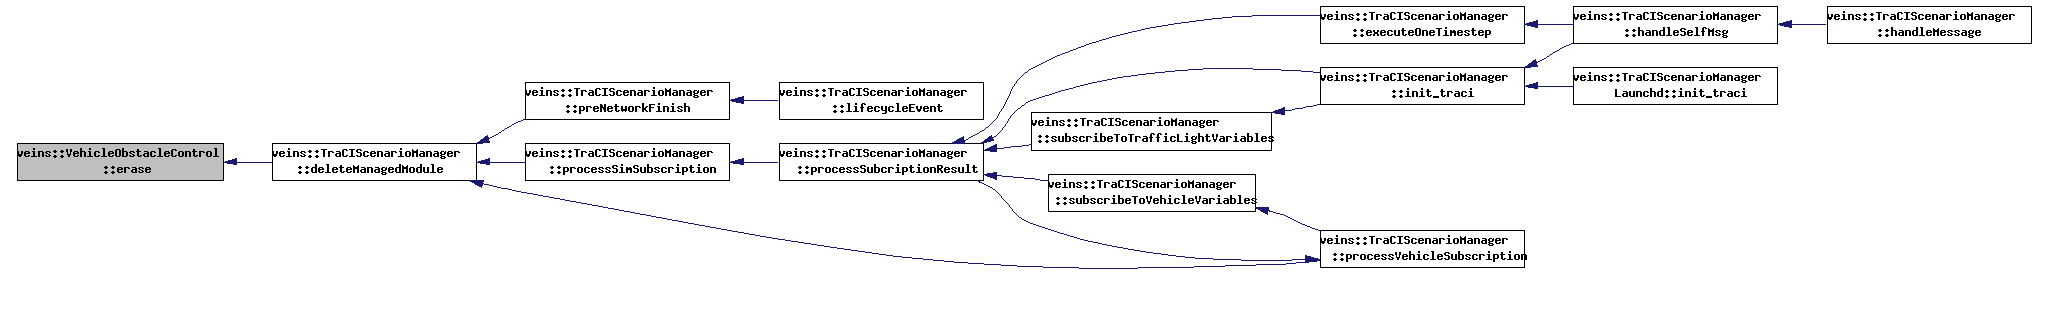 veins::TraCIScenarioManager
::executeOneTimestep
veins::TraCIScenarioManager
::handleSelfMsg
veins::TraCIScenarioManager
::handleMessage
veins::TraCIScenarioManager
::init_traci
veins::TraCIScenarioManager
Launchd::init_traci
veins::TraCIScenarioManager
::preNetworkFinish
veins::TraCIScenarioManager
::lifecycleEvent
veins::TraCIScenarioManager
::subscribeToTrafficLightVariables
veins::VehicleObstacleControl
::erase
veins::TraCIScenarioManager
::deleteManagedModule
veins::TraCIScenarioManager
::processSimSubscription
veins::TraCIScenarioManager
::processSubcriptionResult
veins::TraCIScenarioManager
::subscribeToVehicleVariables
veins::TraCIScenarioManager
::processVehicleSubscription